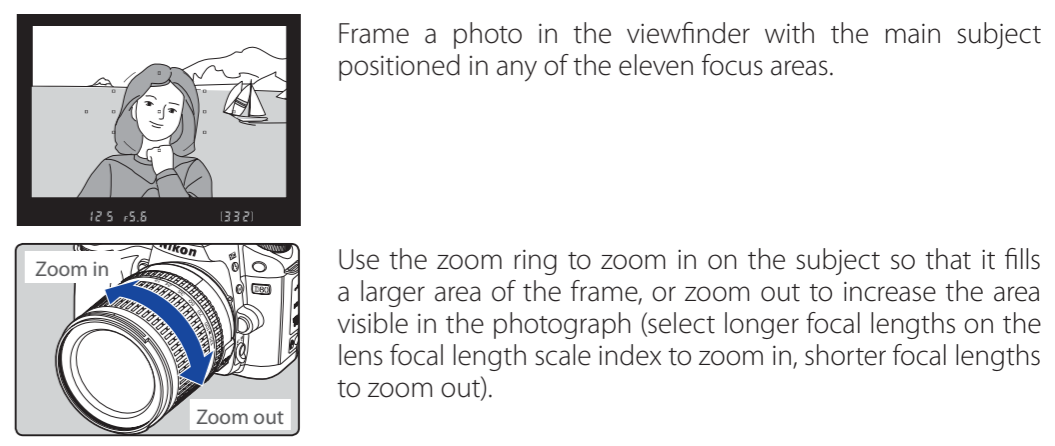 Frame a photo in the viewfinder with the main subject
positioned in any of the eleven focus areas.
125 F5.6 (332)
Nikon
Zoom in
D80
Zoom out
Use the zoom ring to zoom in on the subject so that it fills
a larger area of the frame, or zoom out to increase the area
visible in the photograph (select longer focal lengths on the
lens focal length scale index to zoom in, shorter focal lengths
to zoom out).